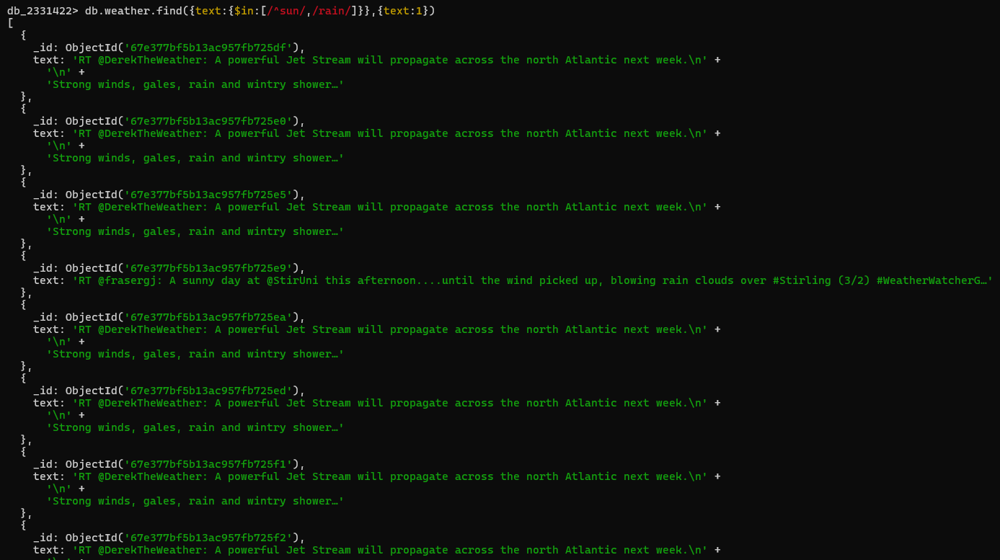 db_2331422> db.weather.find({text:{$in:[/^sun/,/rain/]}},{text:1})
[
  {
    _id: ObjectId('67e377bf5b13ac957fb725df'),
    text: 'RT @DerekTheWeather: A powerful Jet Stream will propagate across the north Atlantic next week.\n' +
      '\n' +
      'Strong winds, gales, rain and wintry shower…'
  },
  {
    _id: ObjectId('67e377bf5b13ac957fb725e0'),
    text: 'RT @DerekTheWeather: A powerful Jet Stream will propagate across the north Atlantic next week.\n' +
      '\n' +
      'Strong winds, gales, rain and wintry shower…'
  },
  {
    _id: ObjectId('67e377bf5b13ac957fb725e5'),
    text: 'RT @DerekTheWeather: A powerful Jet Stream will propagate across the north Atlantic next week.\n' +
      '\n' +
      'Strong winds, gales, rain and wintry shower…'
  },
  {
    _id: ObjectId('67e377bf5b13ac957fb725e9'),
    text: 'RT @frasergj: A sunny day at @StirUni this afternoon....until the wind picked up, blowing rain clouds over #Stirling (3/2) #WeatherWatcherG…'
  },
  {
    _id: ObjectId('67e377bf5b13ac957fb725ea'),
    text: 'RT @DerekTheWeather: A powerful Jet Stream will propagate across the north Atlantic next week.\n' +
      '\n' +
      'Strong winds, gales, rain and wintry shower…'
  },
  {
    _id: ObjectId('67e377bf5b13ac957fb725ed'),
    text: 'RT @DerekTheWeather: A powerful Jet Stream will propagate across the north Atlantic next week.\n' +
      '\n' +
      'Strong winds, gales, rain and wintry shower…'
  },
  {
    _id: ObjectId('67e377bf5b13ac957fb725f1'),
    text: 'RT @DerekTheWeather: A powerful Jet Stream will propagate across the north Atlantic next week.\n' +
      '\n' +
      'Strong winds, gales, rain and wintry shower…'
  },
  {
    _id: ObjectId('67e377bf5b13ac957fb725f2'),
    text: 'RT @DerekTheWeather: A powerful Jet Stream will propagate across the north Atlantic next week.\n' +